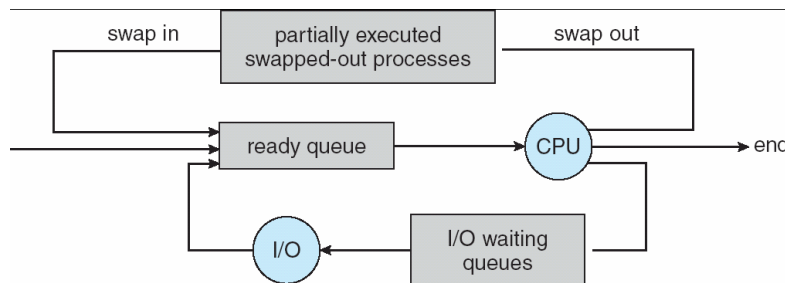 swap in
partially executed
swapped-out processes
swap out
ready queue
CPU
end
I/O
I/O waiting
queues